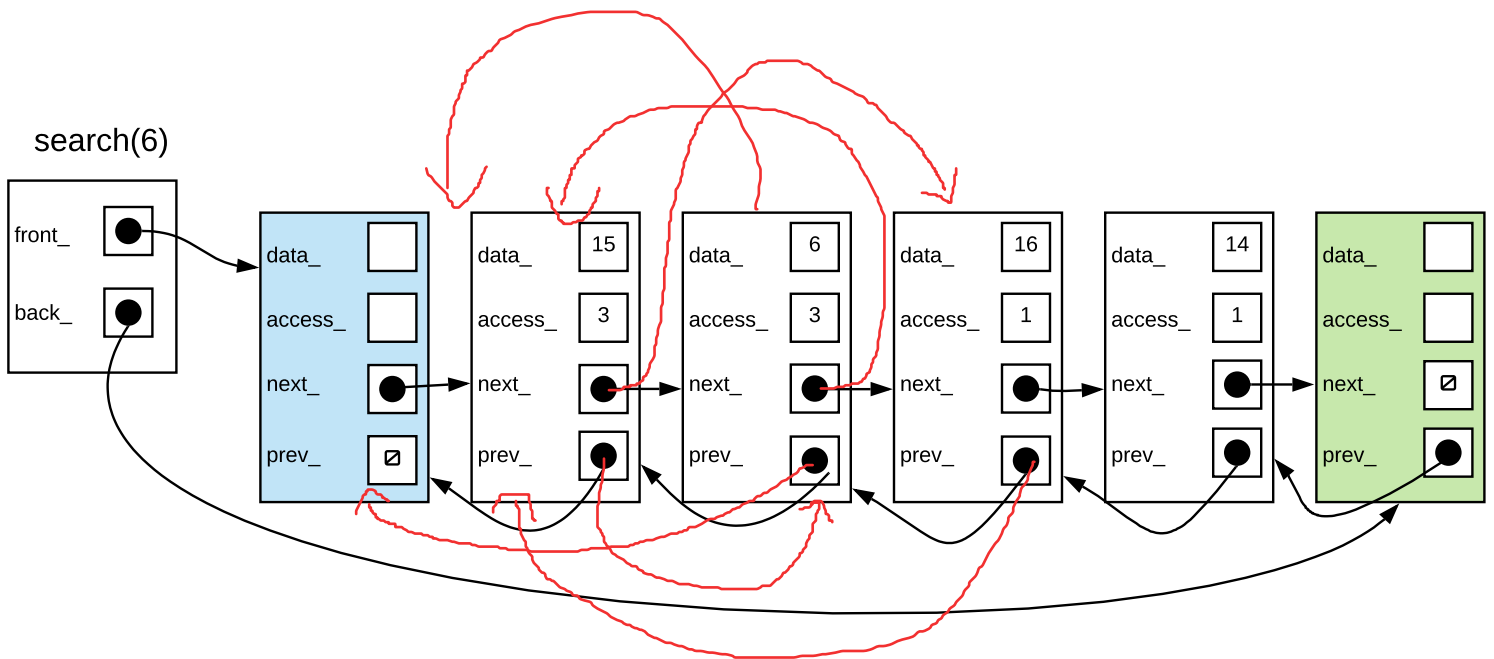 search(6)
front_
back_
data_
access_
next_
prev_
data_ 15
access_ 3
next_
prev_
data_ 6
access_ 3
next_
prev_
data_ 16
access_ 1
next_
prev_
data_ 14
access_ 1
next_
prev_
data_
access_
next_
prev_